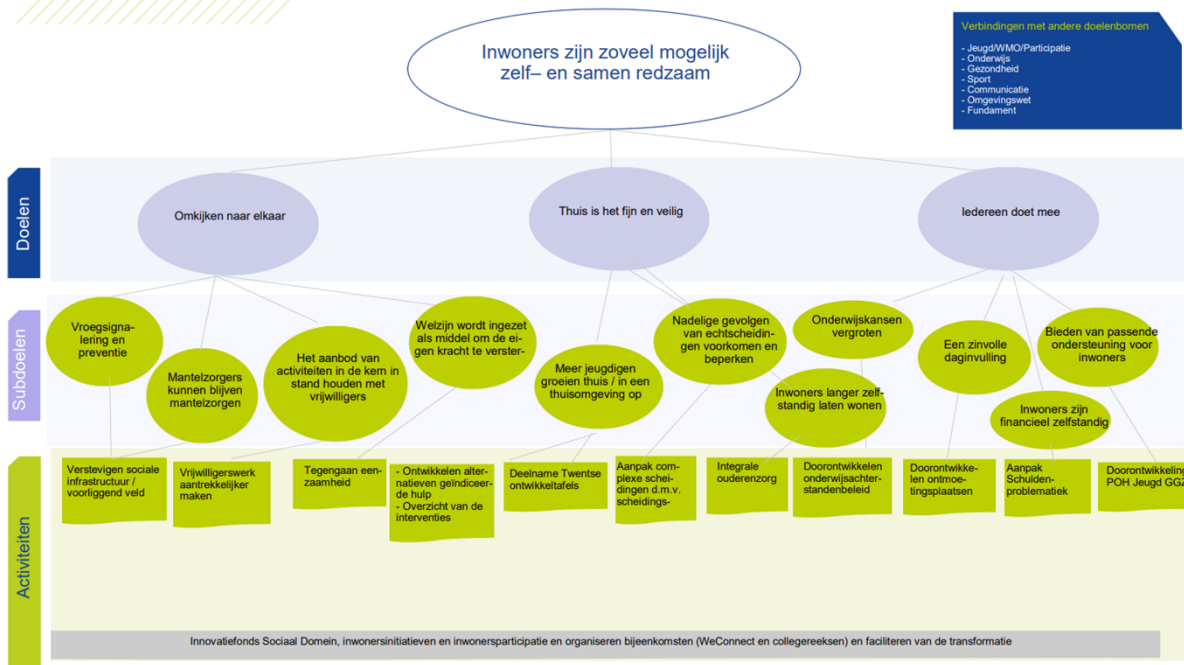 Inwoners zijn zoveel mogelijk
zelf– en samen redzaam
Verbindingen met andere doelenbomen
- Jeugd/WMO/Participatie
- Onderwijs
- Gezondheid
- Sport
- Communicatie
- Omgevingswet
- Fundament
Doelen
Omkijken naar elkaar
Thuis is het fijn en veilig
Iedereen doet mee
Subdoelen
Vroegsigna-
lering en
preventie
Mantelzorgers
kunnen blijven
mantelzorgen
Het aanbod van
activiteiten in de kern in
stand houden met
vrijwilligers
Welzijn wordt ingezet
als middel om de ei-
gen kracht te verster-
Meer jeugdigen
groeien thuis / in een
thuisomgeving op
Nadelige gevolgen
van echtscheidin-
gen voorkomen en
beperken
Onderwijskansen
vergroten
Inwoners langer zelf-
standig laten wonen
Een zinvolle
daginvulling
Inwoners zijn
financieel zelfstandig
Bieden van passende
ondersteuning voor
inwoners
Activiteiten
Verstevigen sociale
infrastructuur /
voorliggend veld
Vrijwilligerswerk
aantrekkelijker
maken
Tegengaan een-
zaamheid
- Ontwikkelen alter-
natieven geïndiceer-
de hulp
- Overzicht van de
interventies
Deelname Twentse
ontwikkeltafels
Aanpak com-
plexe schei-
dingen d.m.v.
scheidings-
Integrale
ouderenzorg
Doorontwikkelen
onderwijsachter-
standenbeleid
Doorontwikke-
len ontmoe-
tingsplaatsen
Aanpak
Schulden-
problematiek
Doorontwikkeling
POH Jeugd GGZ
Innovatiefonds Sociaal Domein, inwonersinitiatieven en inwonersparticipatie en organiseren bijeenkomsten (WeConnect en collegereeksen) en faciliteren van de transformatie